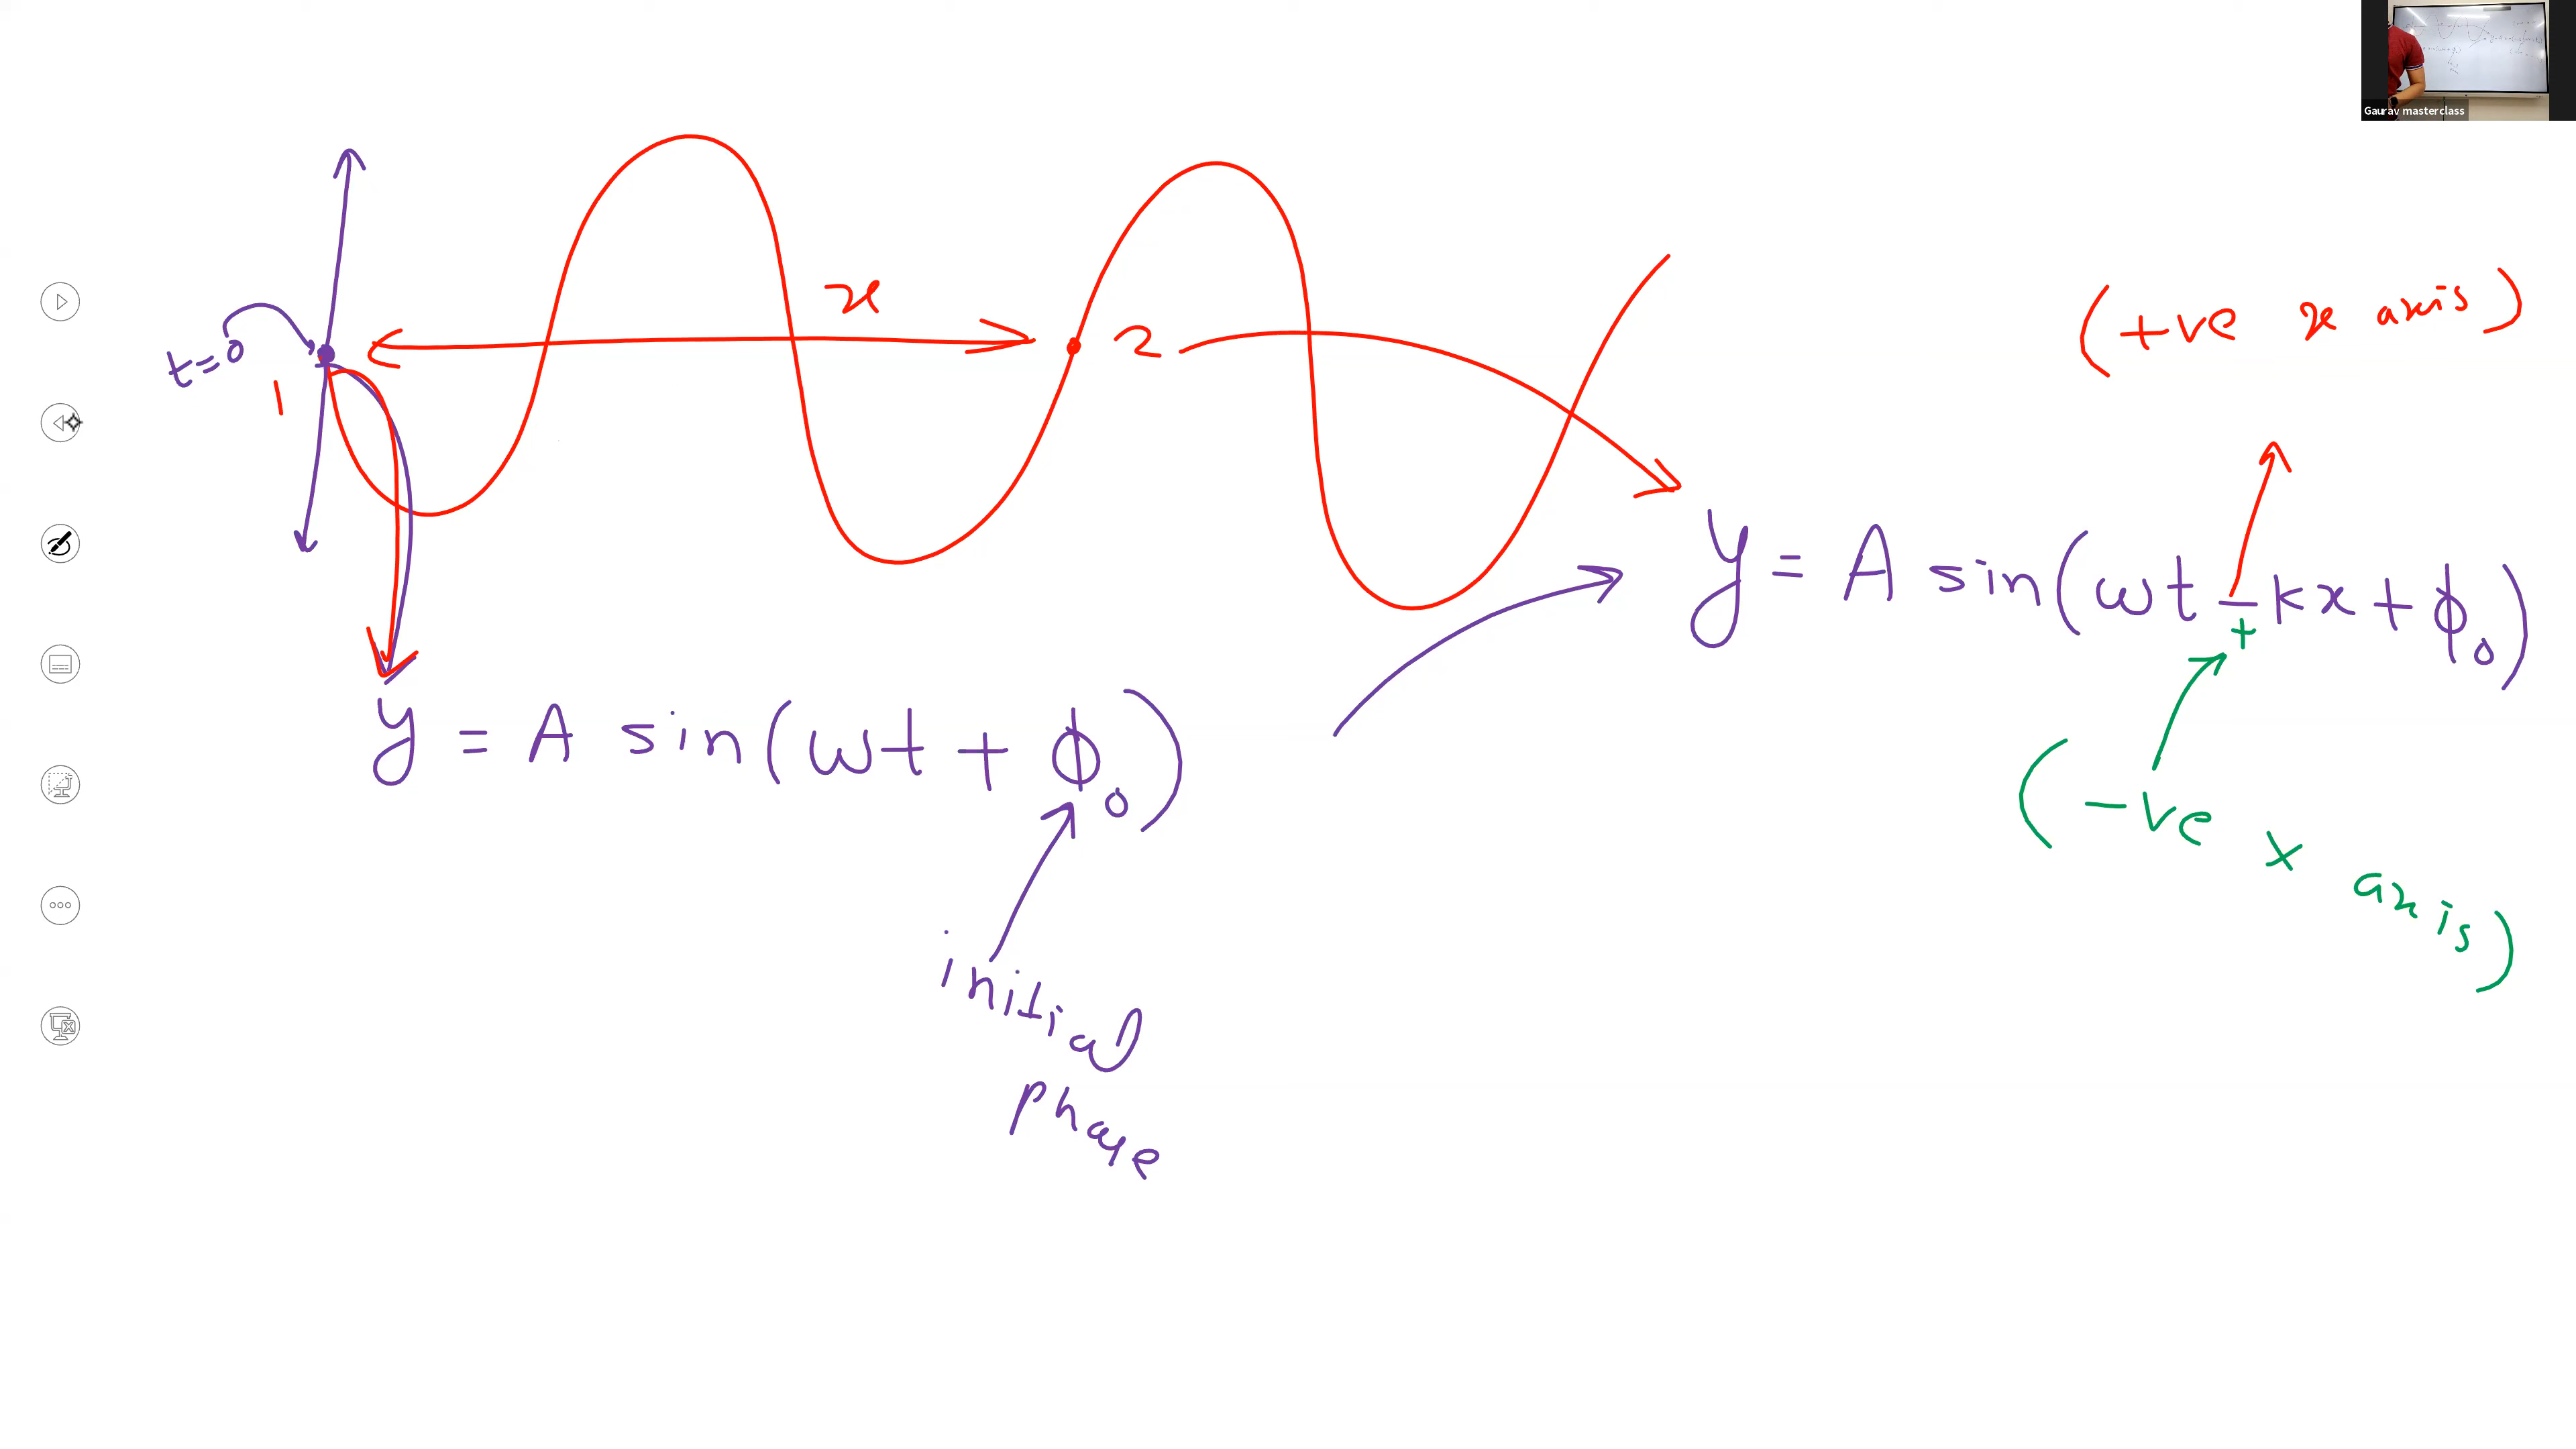 Gaurav masterclass
x
(+ve x axis)
t=0
1
2
y = A sin(ωt - kx + φ₀)
+
y = A sin(ωt + φ₀)
(-ve x axis)
initial
phase